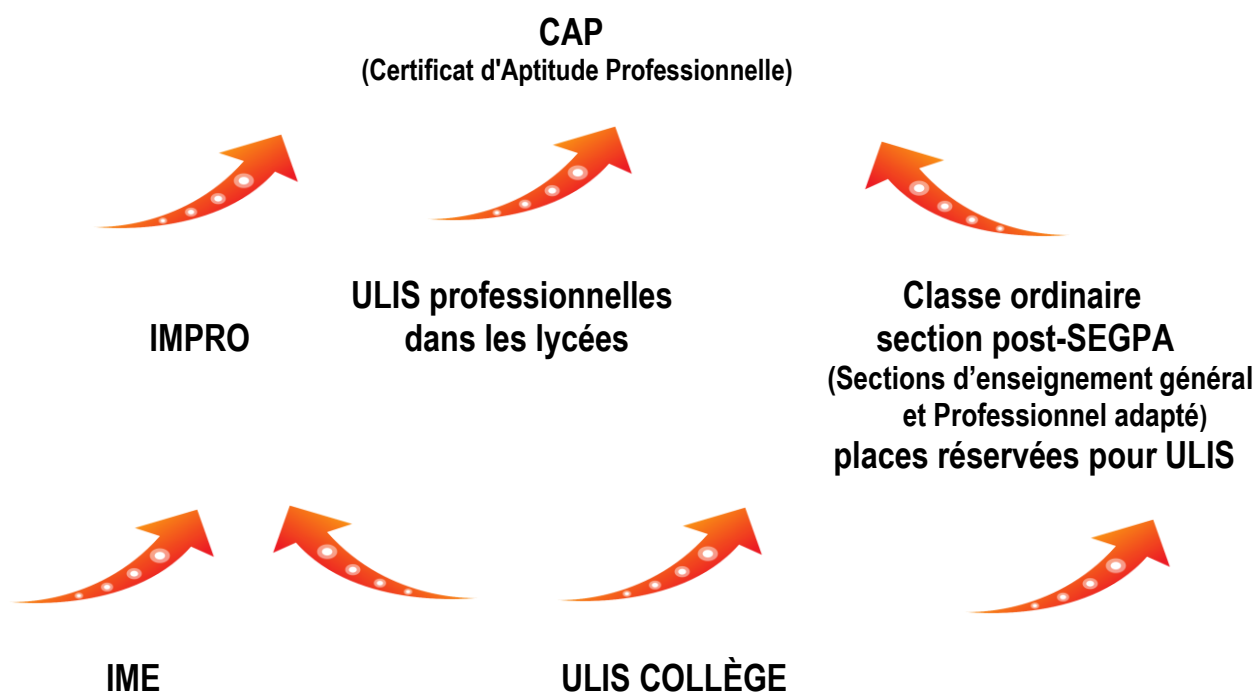 CAP
(Certificat d'Aptitude Professionnelle)
IMPRO
ULIS professionnelles
dans les lycées
Classe ordinaire
section post-SEGPA
(Sections d’enseignement général
et Professionnel adapté)
places réservées pour ULIS
IME
ULIS COLLÈGE